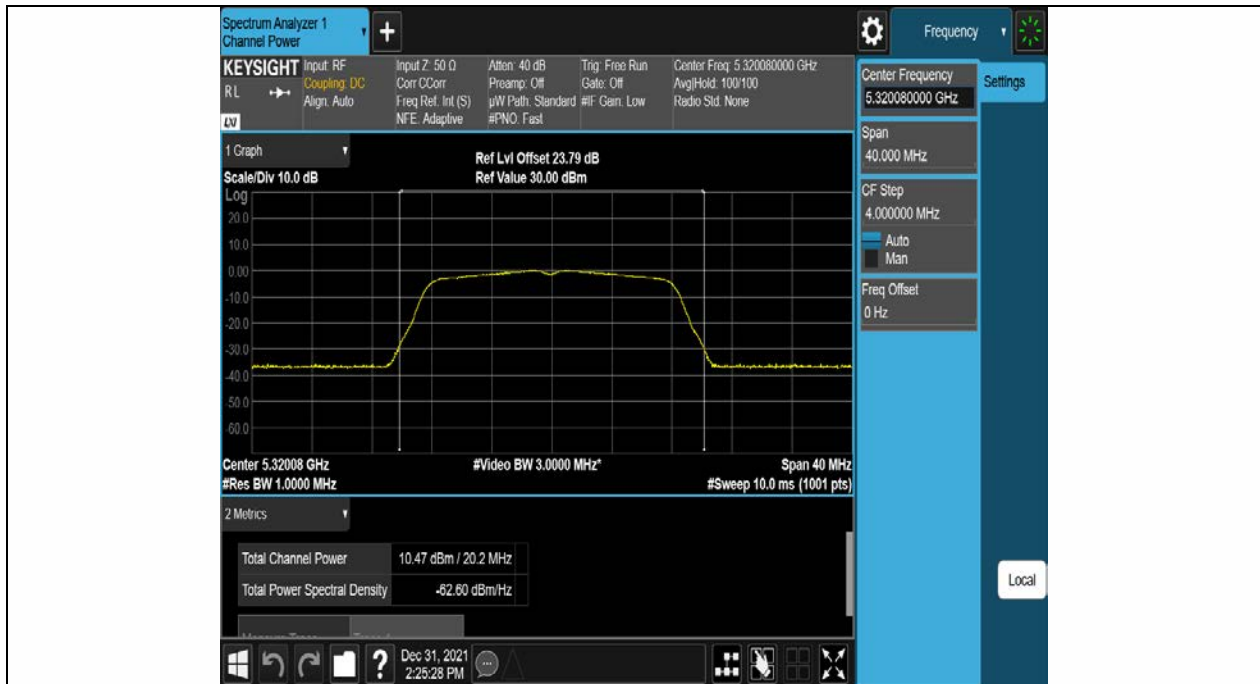 Spectrum Analyzer 1
Channel Power
+
Frequency
KEYSIGHT
RL
LXI
Input: RF
Coupling: DC
Align: Auto
Input Z: 50 Ω
Corr CCorr
Freq Ref: Int (S)
NFE: Adaptive
Atten: 40 dB
Preamp: Off
µW Path: Standard
#PNO: Fast
Trig: Free Run
Gate: Off
#IF Gain: Low
Center Freq: 5.320080000 GHz
Avg|Hold: 100/100
Radio Std: None
1 Graph
Scale/Div 10.0 dB
Ref Lvl Offset 23.79 dB
Ref Value 30.00 dBm
Log
20.0
10.0
0.00
-10.0
-20.0
-30.0
-40.0
-50.0
-60.0
Center 5.32008 GHz
#Video BW 3.0000 MHz*
Span 40 MHz
#Res BW 1.0000 MHz
#Sweep 10.0 ms (1001 pts)
2 Metrics
Total Channel Power 10.47 dBm / 20.2 MHz
Total Power Spectral Density -62.60 dBm/Hz
?
Dec 31, 2021
2:25:28 PM
Center Frequency
5.320080000 GHz
Settings
Span
40.000 MHz
CF Step
4.000000 MHz
Auto
Man
Freq Offset
0 Hz
Local